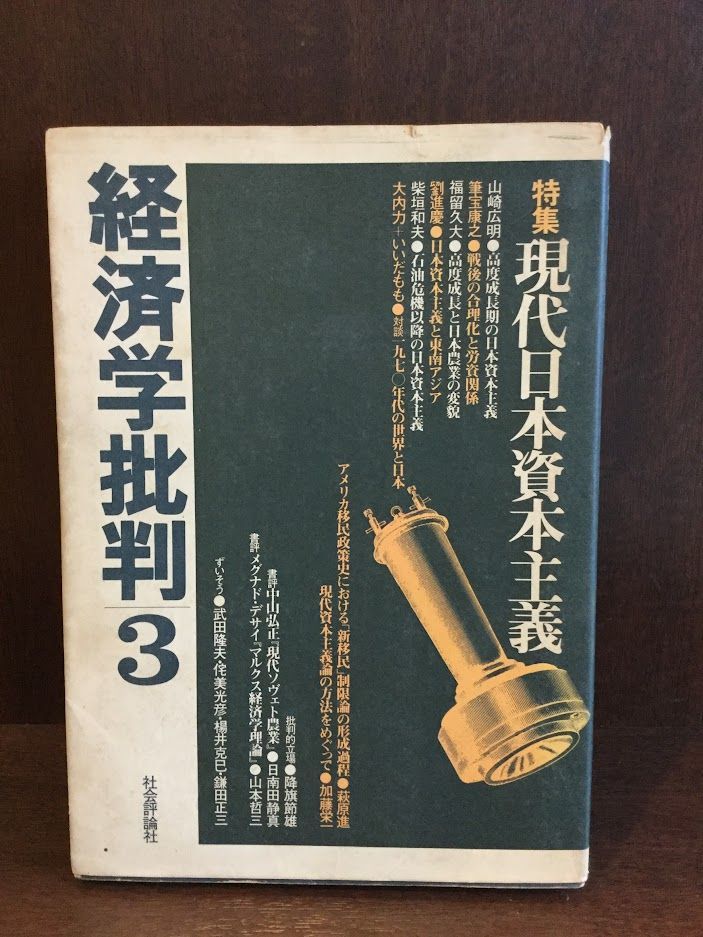 特集 現代日本資本主義
山崎広明●高度成長期の日本資本主義
筆宝康之●戦後の合理化と労資関係
福留久大●高度成長と日本農業の変貌
劉進慶●日本資本主義と東南アジア
柴垣和夫●石油危機以降の日本資本主義
大内力+いいだもも●対談一九七〇年代の世界と日本
アメリカ移民政策史における「新移民」制限論の形成過程●萩原進
現代資本主義論の方法をめぐって●加藤栄一
批判的立場●降旗節雄
書評 中山弘正『現代ソヴェト農業』●日南田静真
書評 メグナド・デサイ『マルクス経済学理論』●山本哲三
ずいそう●武田隆夫・侘美光彦・楊井克巳・鎌田正三
経済学批判 3
社会評論社